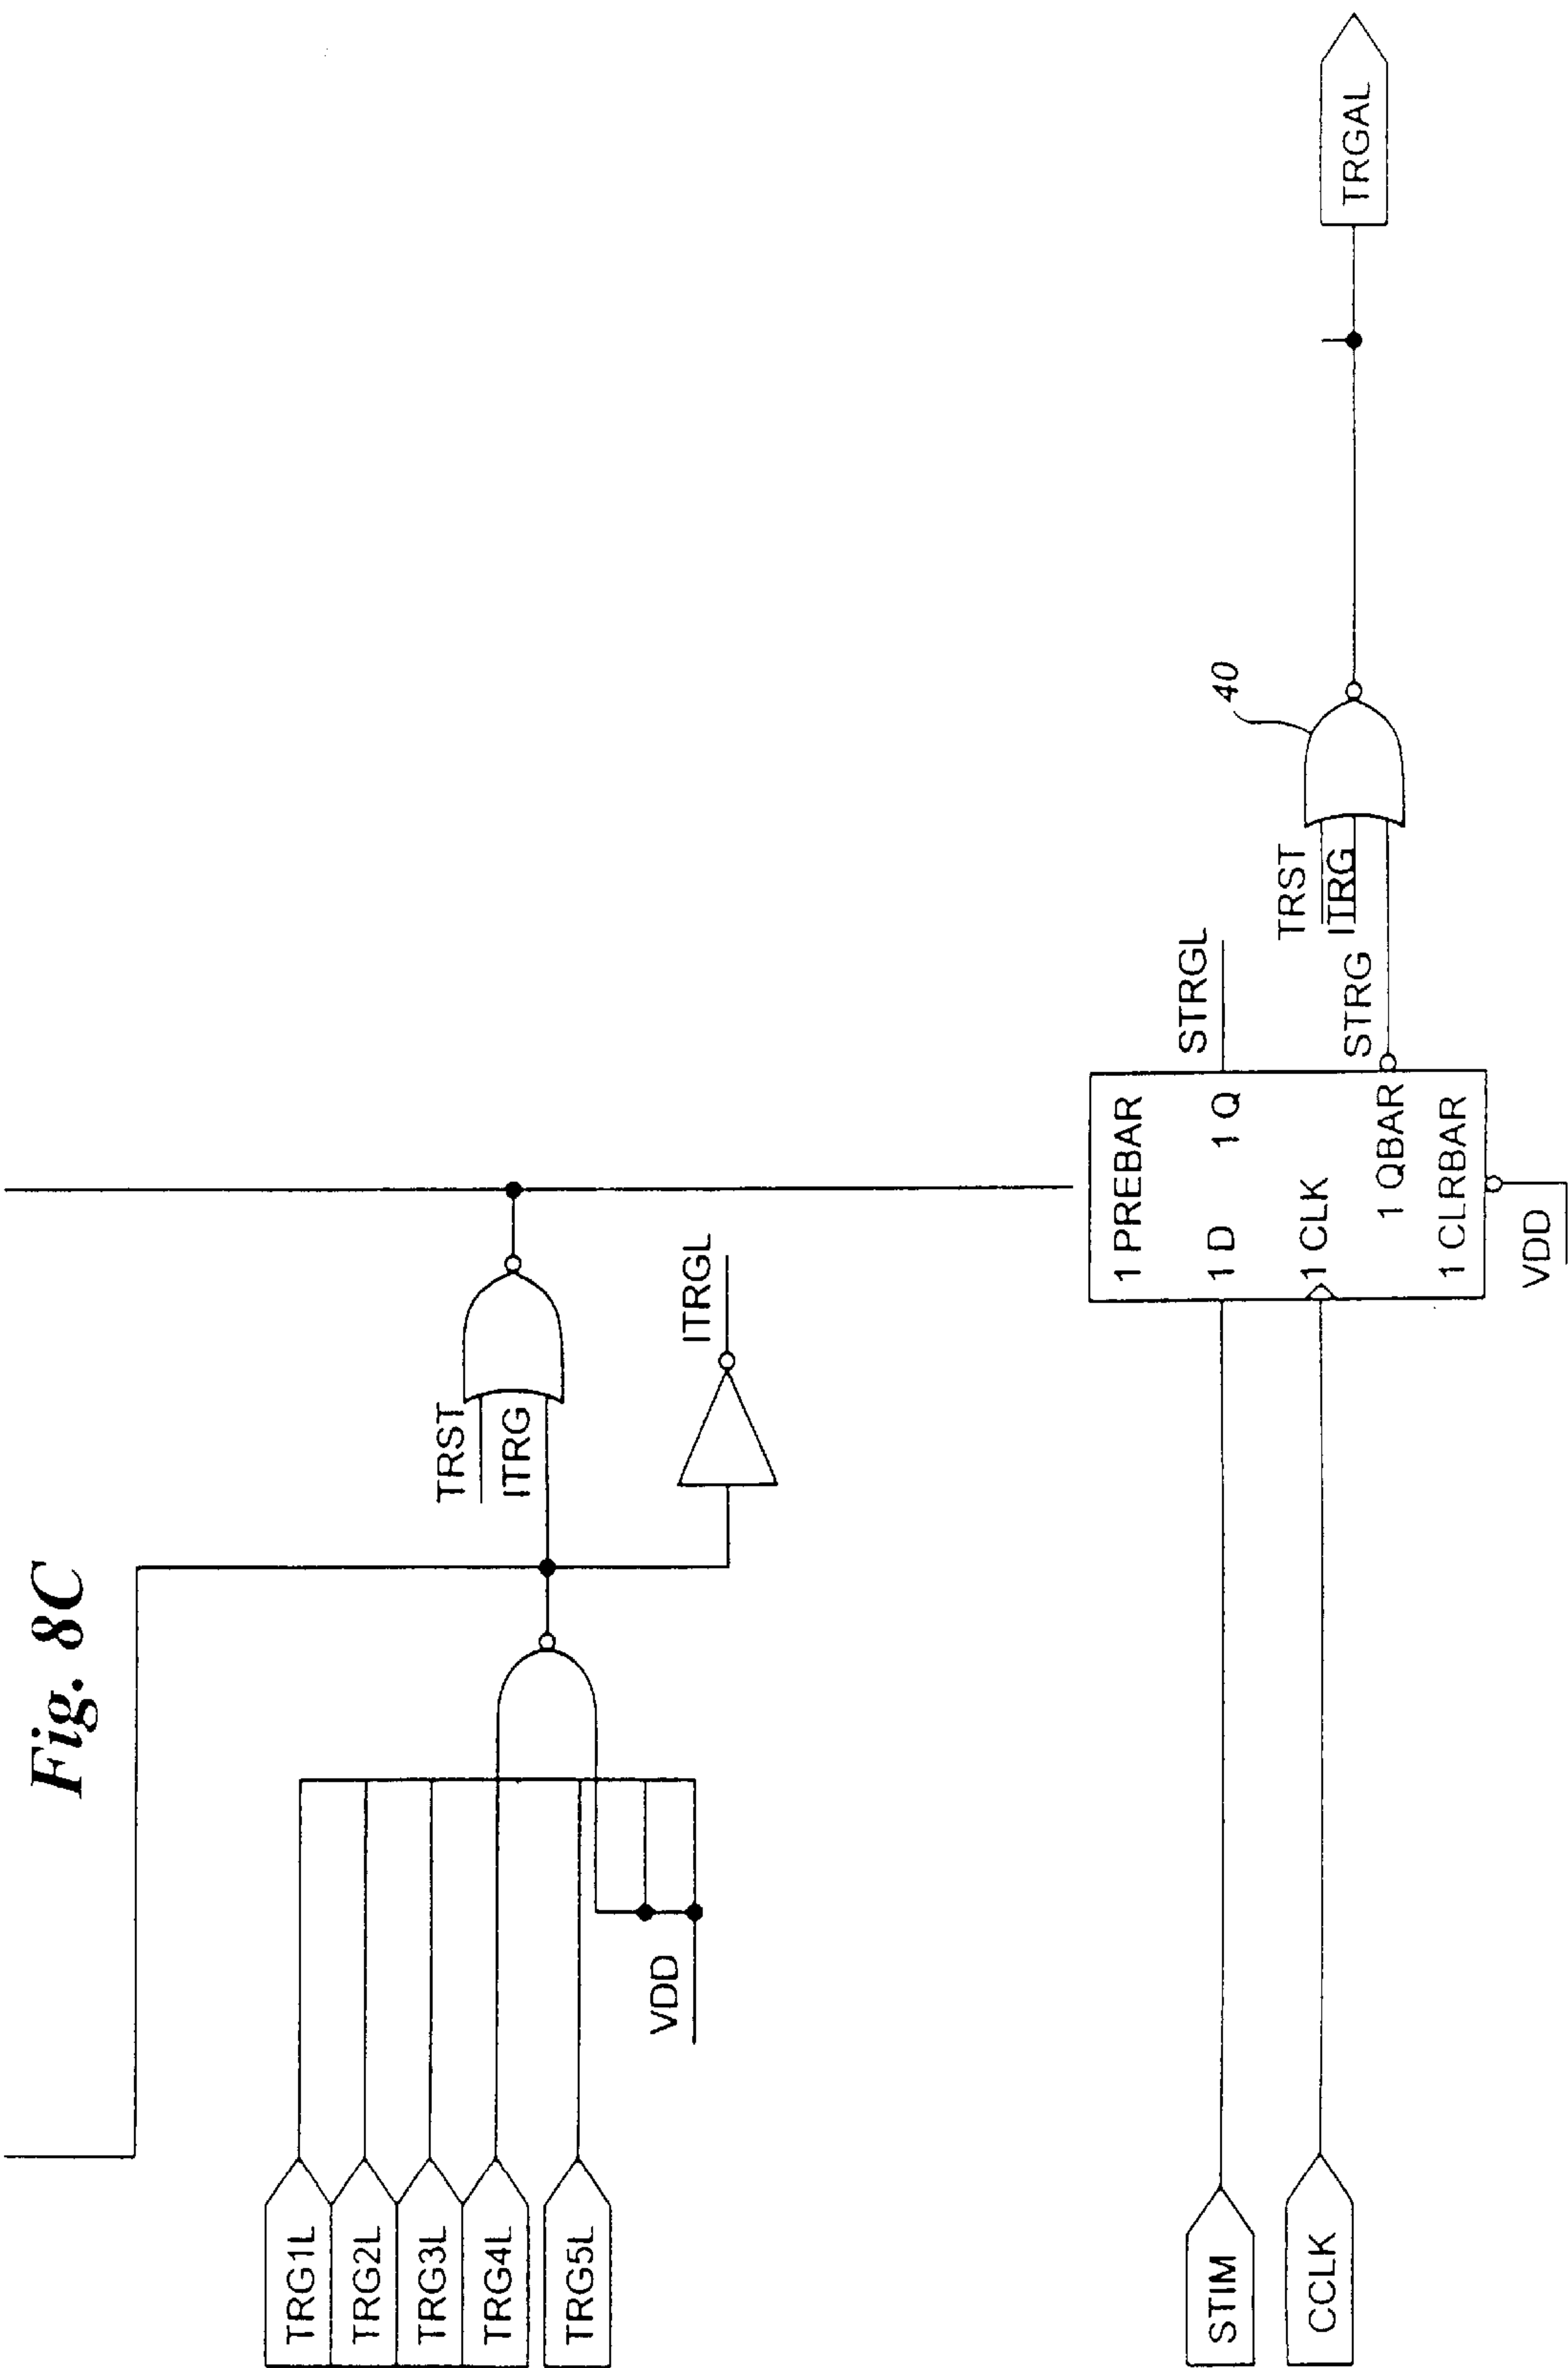 Fig. 8C
TRG1L
TRG2L
TRG3L
TRG4L
TRG5L
VDD
TRST
ITRG
ITRGL
STIM
CCLK
1 PREBAR
1 D
1 Q
1 CLK
1 QBAR
1 CLRBAR
VDD
STRGL
STRG
TRST
ITRG
40
TRGAL